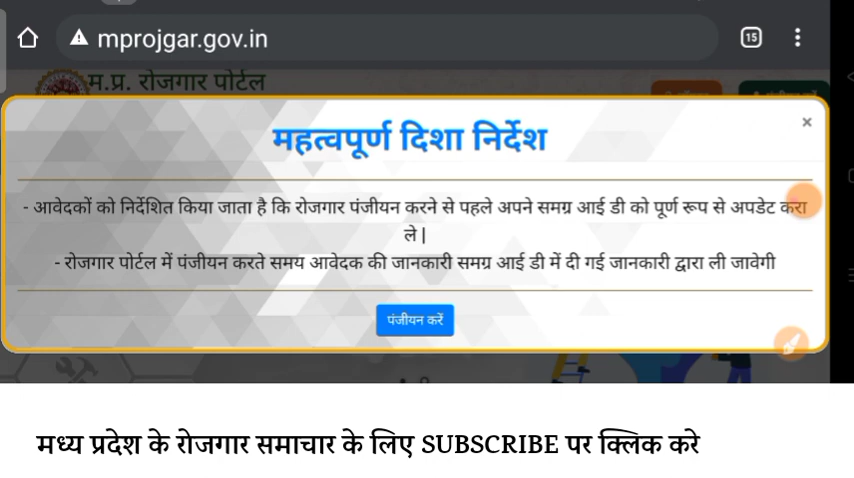 mprojgar.gov.in
15
म.प्र. रोजगार पोर्टल
×
महत्वपूर्ण दिशा निर्देश
- आवेदकों को निर्देशित किया जाता है कि रोजगार पंजीयन करने से पहले अपने समग्र आई डी को पूर्ण रूप से अपडेट करा
ले |
- रोजगार पोर्टल में पंजीयन करते समय आवेदक की जानकारी समग्र आई डी में दी गई जानकारी द्वारा ली जावेगी
पंजीयन करें
मध्य प्रदेश के रोजगार समाचार के लिए SUBSCRIBE पर क्लिक करे